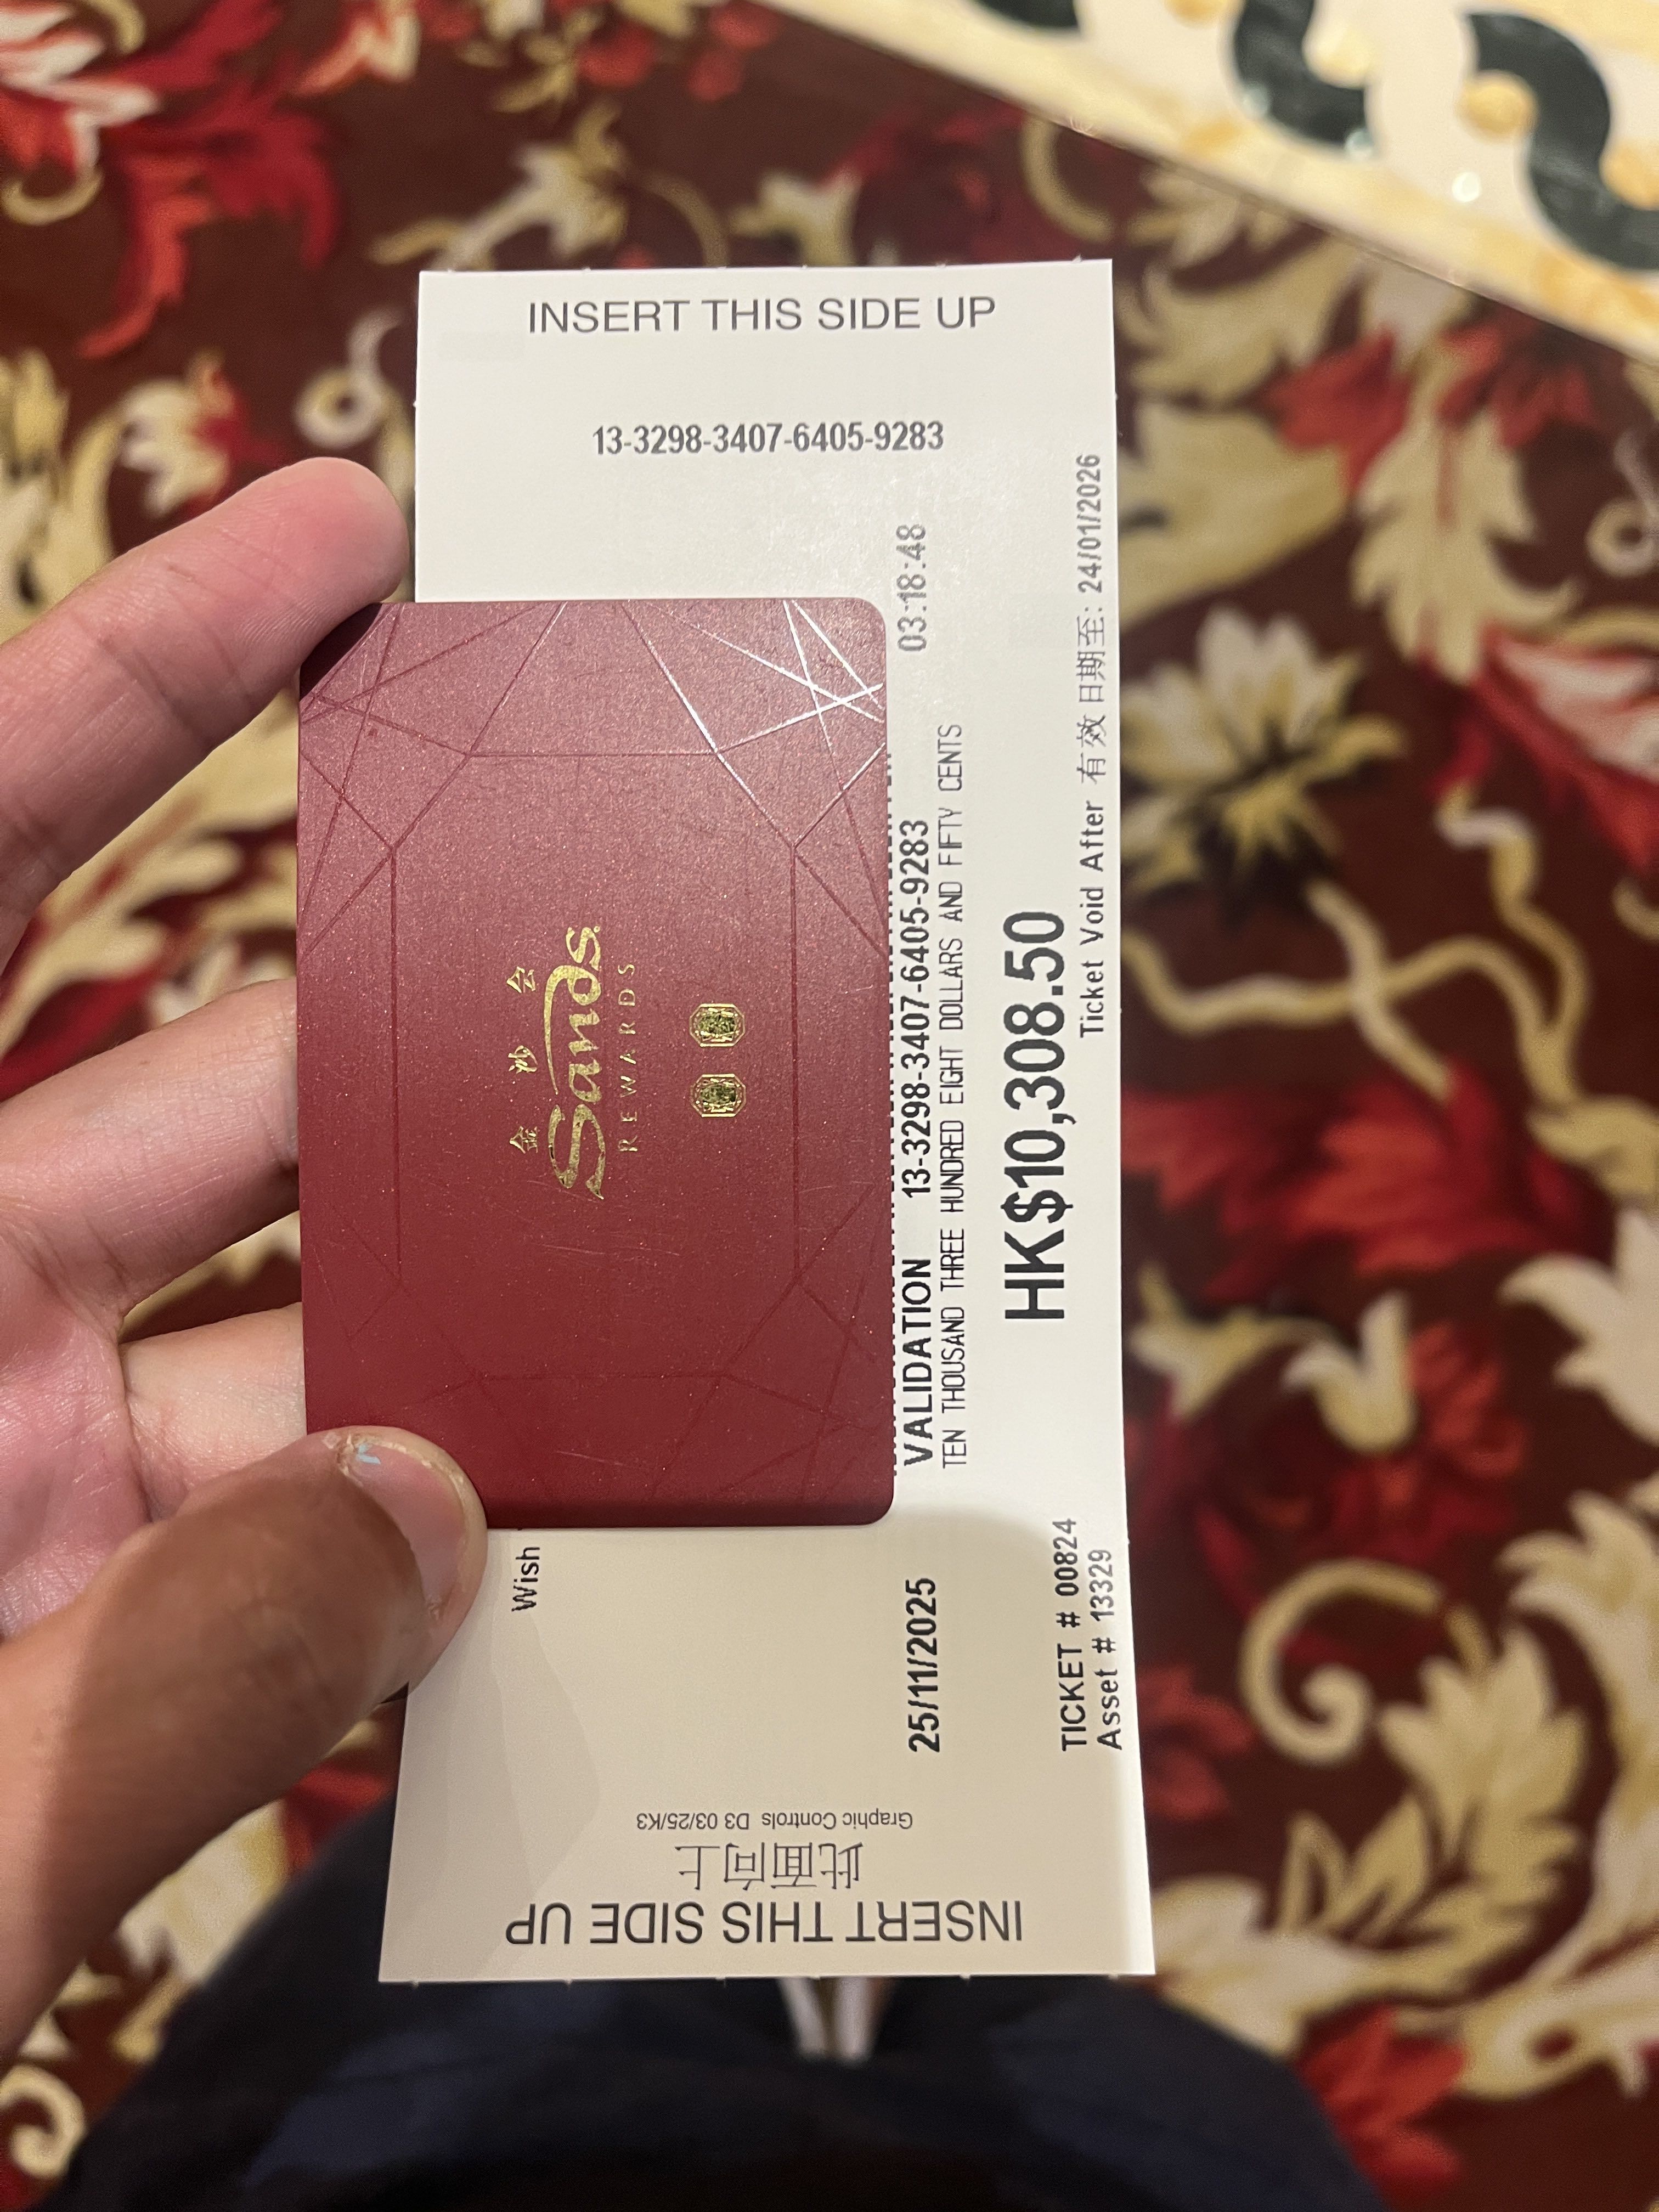 INSERT THIS SIDE UP
13-3298-3407-6405-9283
金沙会
Sands
REWARDS
Wish
VALIDATION 13-3298-3407-6405-9283
25/11/2025 03:18:48
TEN THOUSAND THREE HUNDRED EIGHT DOLLARS AND FIFTY CENTS
HK$10,308.50
TICKET # 00824
Ticket Void After 有效日期至: 24/01/2026
Asset # 13329
Graphic Controls D3 03/25/K3
此面向上
INSERT THIS SIDE UP